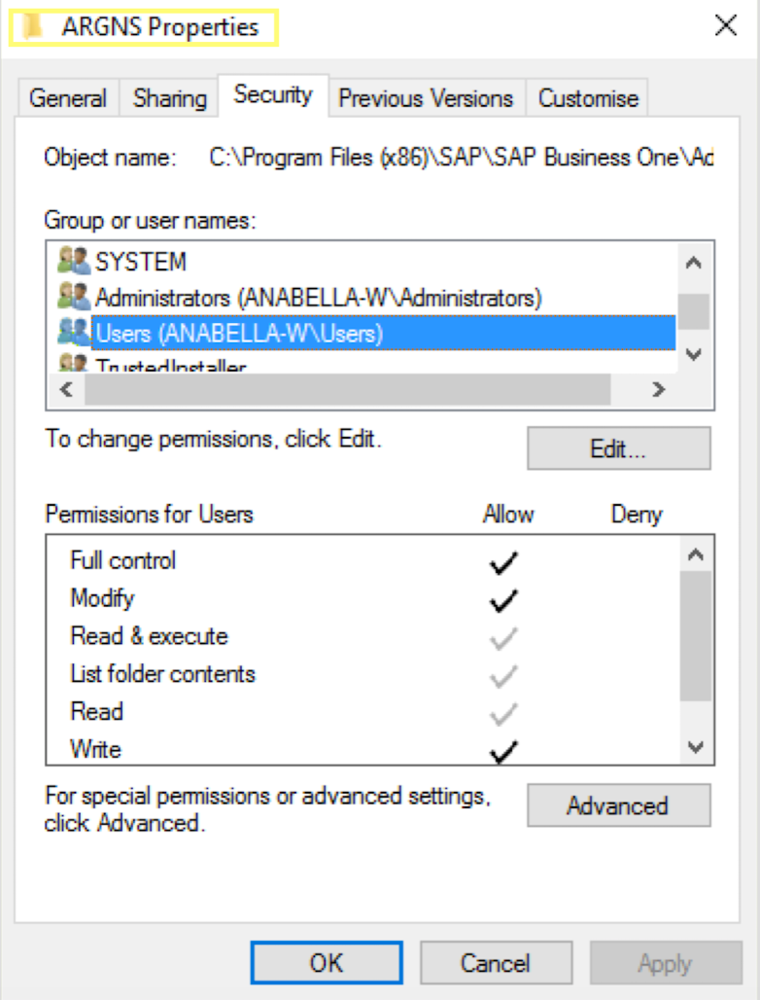 ARGNS Properties
General Sharing Security Previous Versions Customise
Object name: C:\Program Files (x86)\SAP\SAP Business One\Ad
Group or user names:
SYSTEM
Administrators (ANABELLA-W\Administrators)
Users (ANABELLA-W\Users)
TrustedInstaller
To change permissions, click Edit.
Edit...
Permissions for Users Allow Deny
Full control
Modify
Read & execute
List folder contents
Read
Write
For special permissions or advanced settings,
click Advanced.
Advanced
OK Cancel Apply